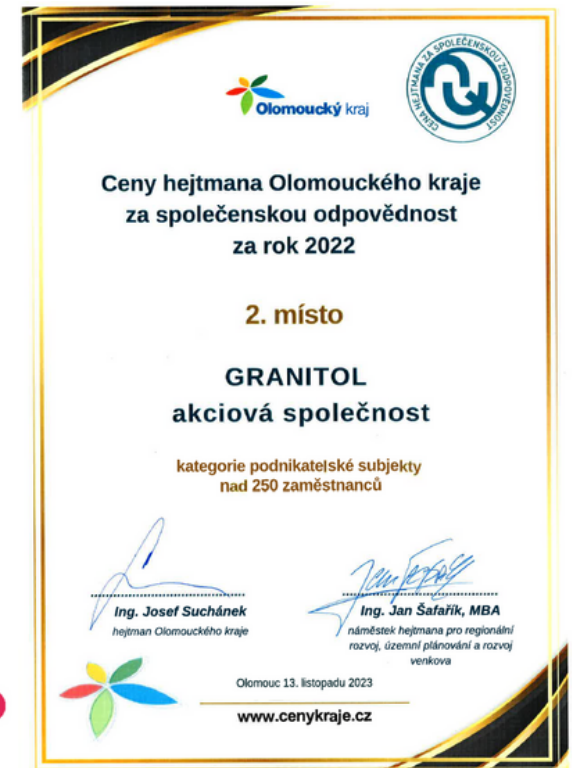 Olomoucký kraj
CENA HEJTMANA ZA SPOLEČENSKOU ZODPOVĚDNOST
Ceny hejtmana Olomouckého kraje
za společenskou odpovědnost
za rok 2022
2. místo
GRANITOL
akciová společnost
kategorie podnikatelské subjekty
nad 250 zaměstnanců
Ing. Josef Suchánek
hejtman Olomouckého kraje
Ing. Jan Šafařík, MBA
náměstek hejtmana pro regionální
rozvoj, územní plánování a rozvoj
venkova
Olomouc 13. listopadu 2023
www.cenykraje.cz